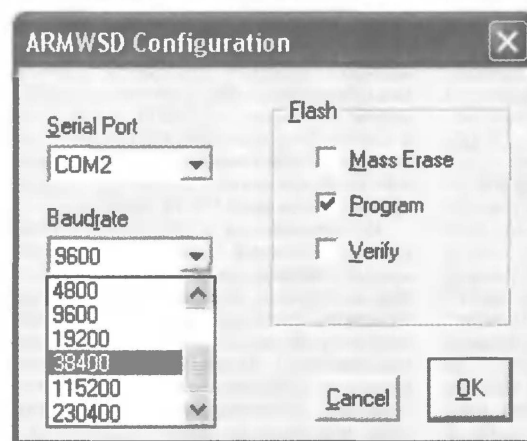 ARMWSD Configuration
Serial Port
COM2
Baudrate
9600
4800
9600
19200
38400
115200
230400
Flash
Mass Erase
Program
Verify
Cancel
OK